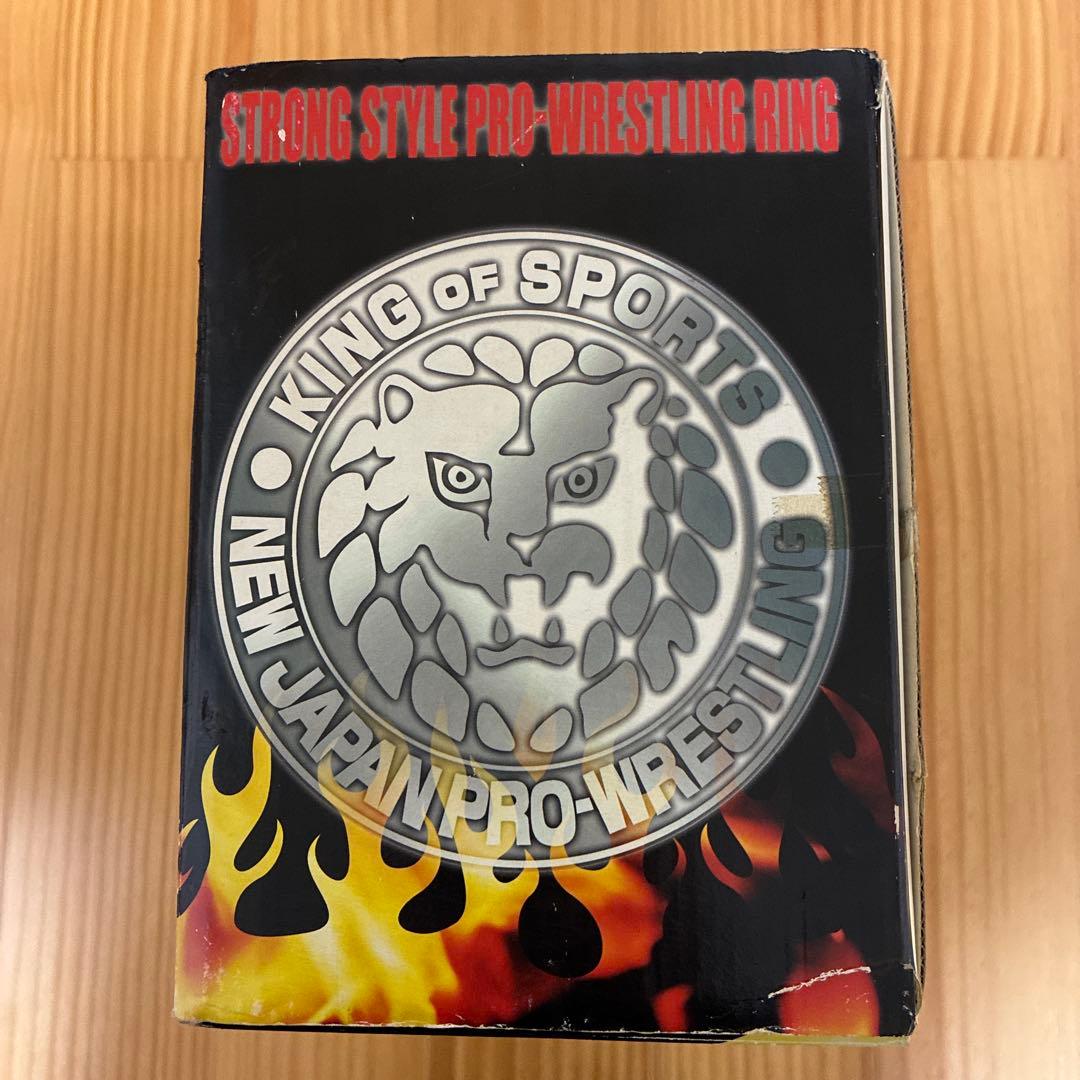 STRONG STYLE PRO-WRESTLING RING
KING OF SPORTS
NEW JAPAN PRO-WRESTLING